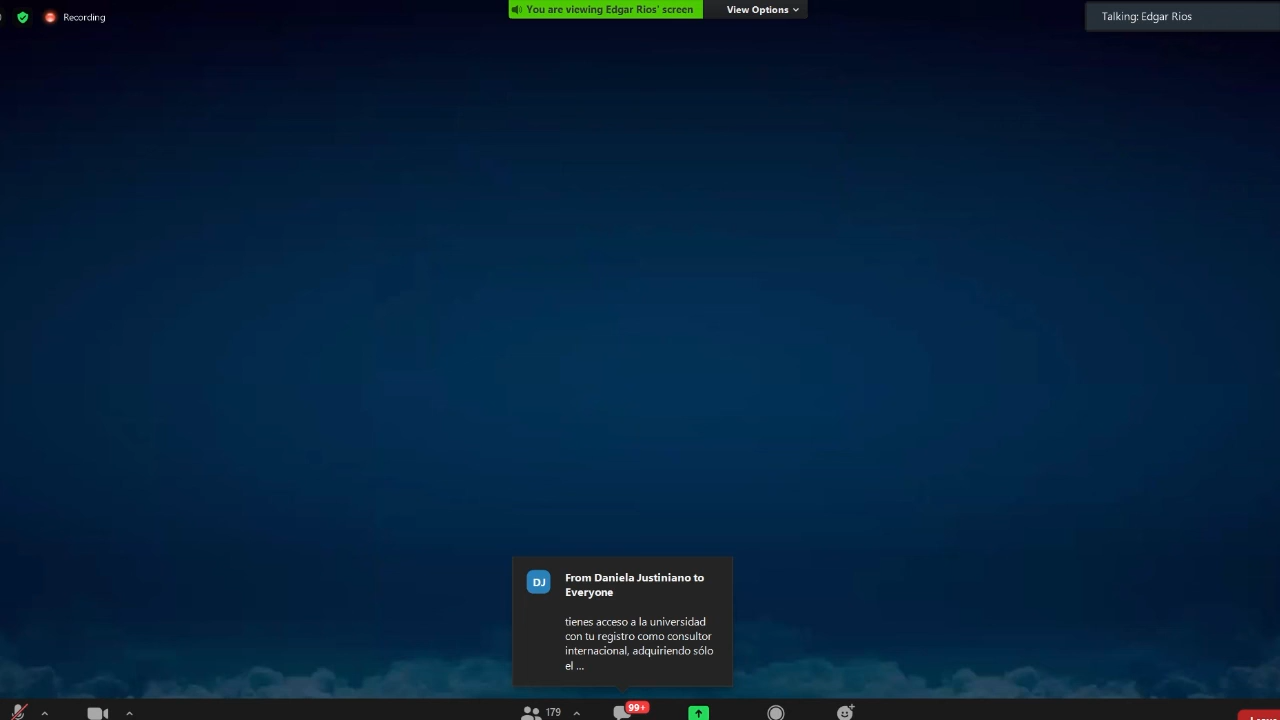 Recording
You are viewing Edgar Rios' screen
View Options
Talking: Edgar Rios
DJ
From Daniela Justiniano to
Everyone
tienes acceso a la universidad
con tu registro como consultor
internacional, adquiriendo sólo
el ...
179
99+